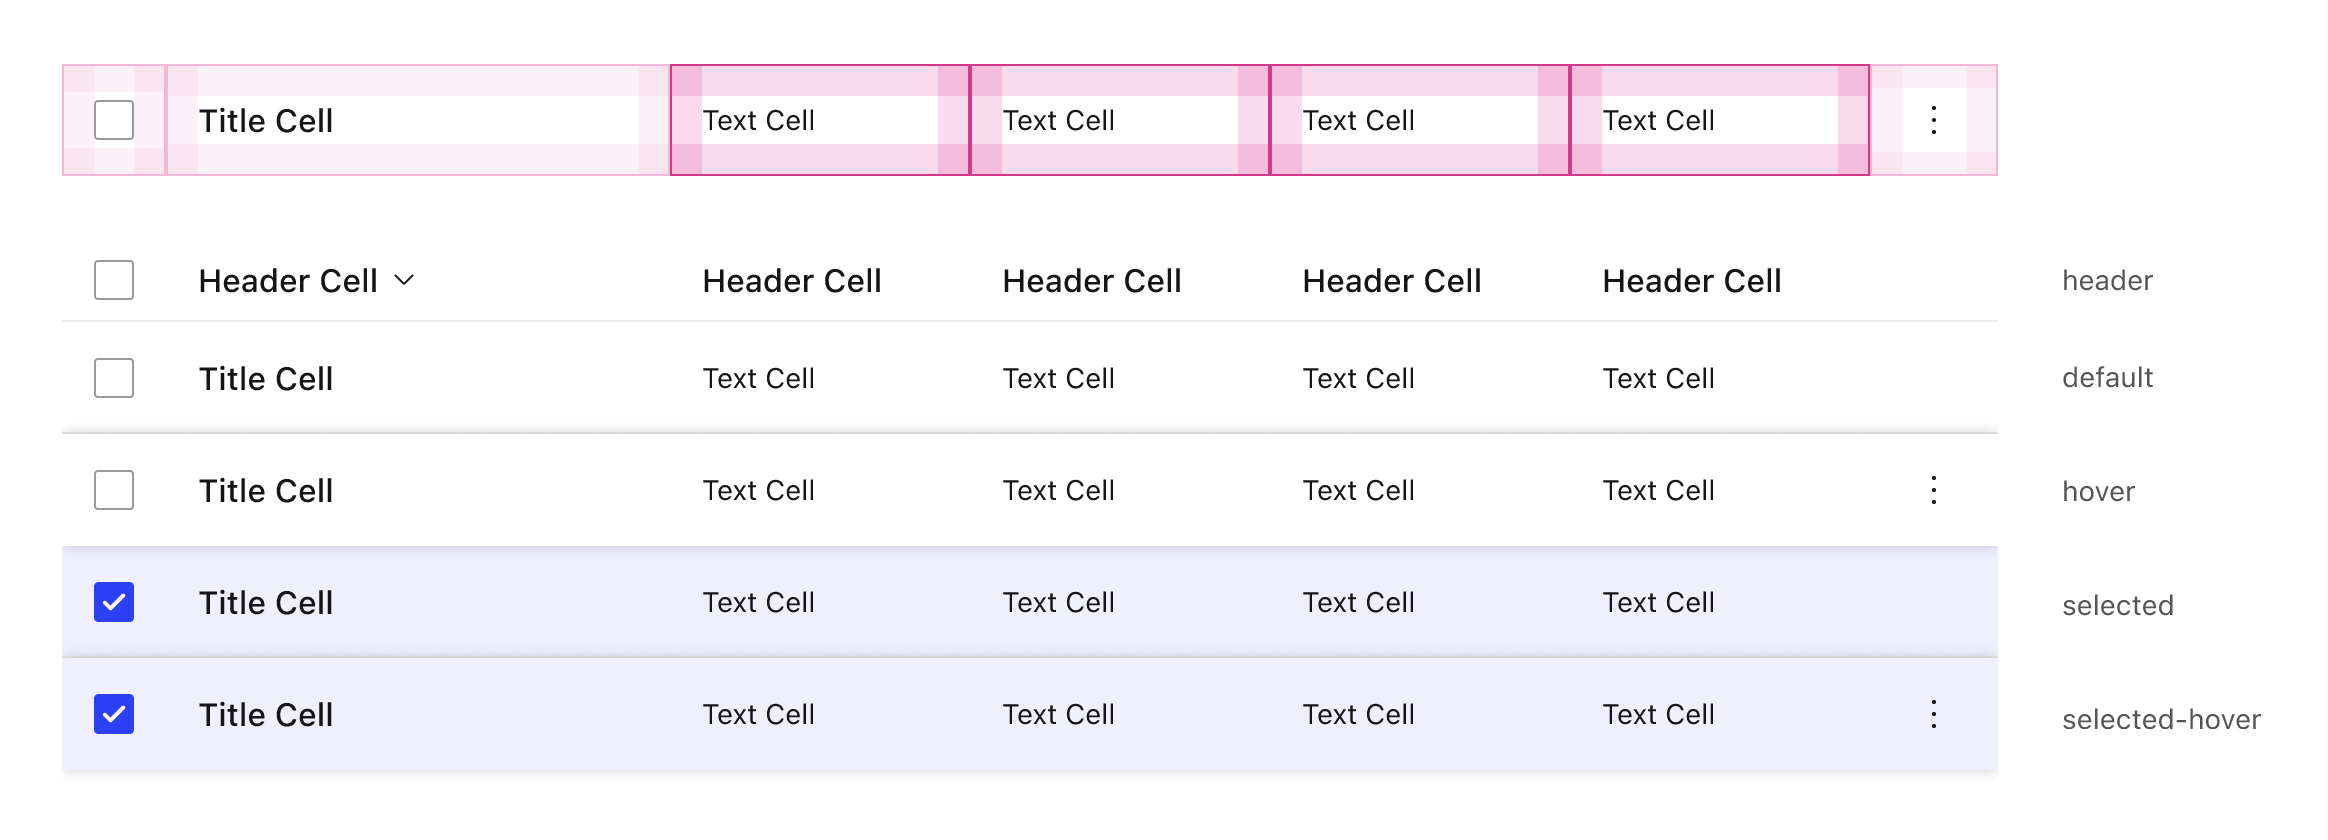 Title Cell Text Cell Text Cell Text Cell Text Cell
Header Cell Header Cell Header Cell Header Cell Header Cell header
Title Cell Text Cell Text Cell Text Cell Text Cell default
Title Cell Text Cell Text Cell Text Cell Text Cell hover
Title Cell Text Cell Text Cell Text Cell Text Cell selected
Title Cell Text Cell Text Cell Text Cell Text Cell selected-hover